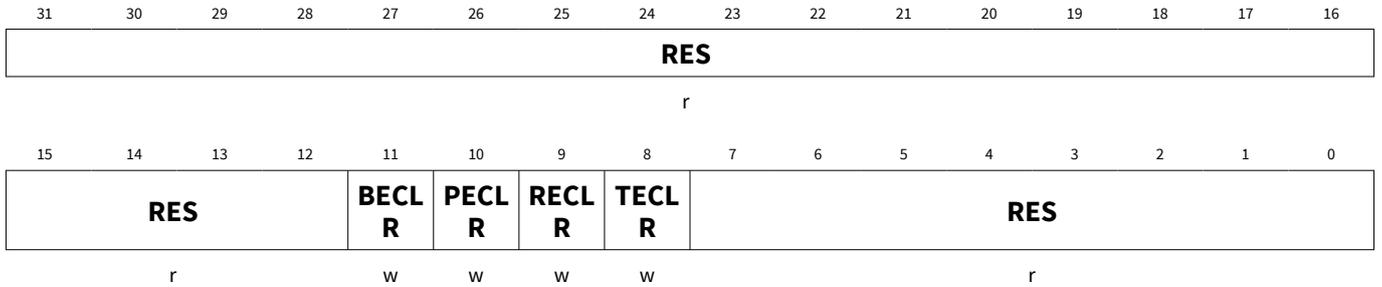 31 30 29 28 27 26 25 24 23 22 21 20 19 18 17 16
RES
r
15 14 13 12 11 10 9 8 7 6 5 4 3 2 1 0
RES BECL PECL RECL TECL RES
R R R R
r w w w w r